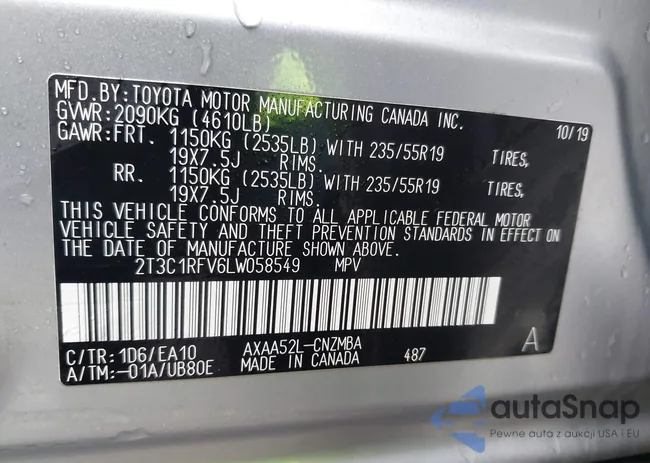 MFD.BY:TOYOTA MOTOR MANUFACTURING CANADA INC.
GVWR:2090KG (4610LB) 10/19
GAWR:FRT. 1150KG (2535LB) WITH 235/55R19 TIRES,
19X7.5J RIMS.
RR. 1150KG (2535LB) WITH 235/55R19 TIRES,
19X7.5J RIMS.
THIS VEHICLE CONFORMS TO ALL APPLICABLE FEDERAL MOTOR
VEHICLE SAFETY AND THEFT PREVENTION STANDARDS IN EFFECT ON
THE DATE OF MANUFACTURE SHOWN ABOVE.
2T3C1RFV6LW058549 MPV
C/TR:1D6/EA10 AXAA52L-CNZMBA 487 A
A/TM:-01A/UB80E MADE IN CANADA
autaSnap
Pewne auta z aukcji USA i EU